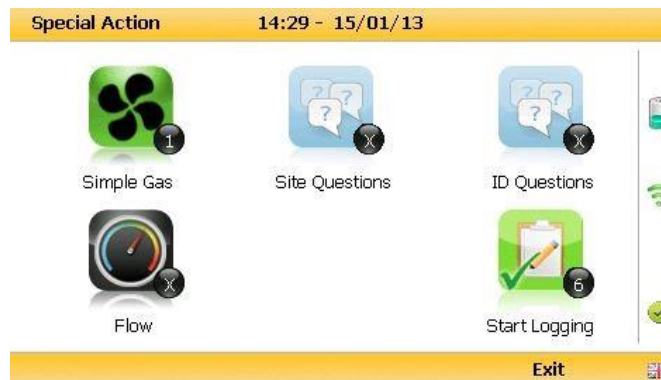 Special Action 14:29 - 15/01/13
1 X X
Simple Gas Site Questions ID Questions
X 6
Flow Start Logging
Exit